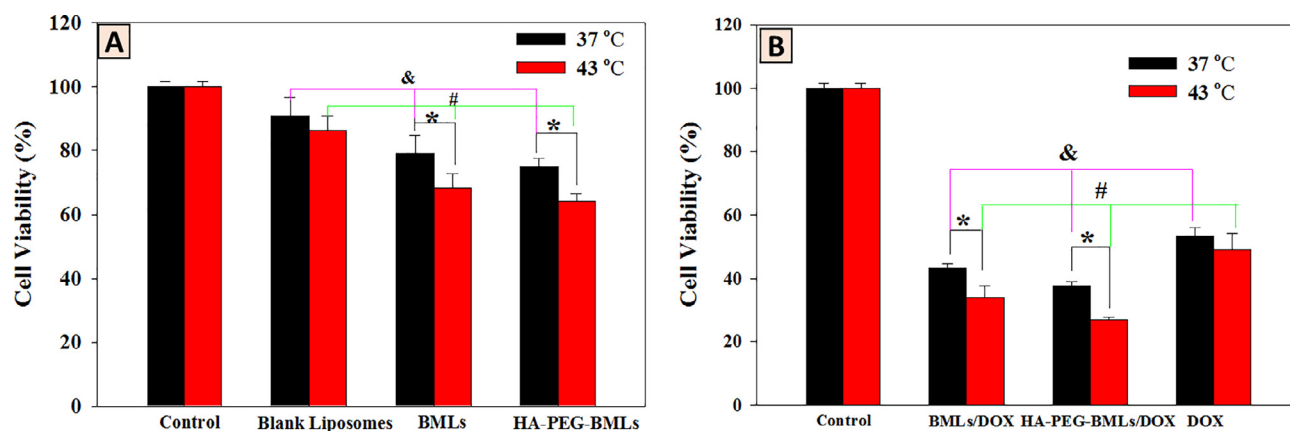 A
Cell Viability (%)
120
100
80
60
40
20
0
37 °C
43 °C
&
#
*
*
Control Blank Liposomes BMLs HA-PEG-BMLs
B
Cell Viability (%)
120
100
80
60
40
20
0
37 °C
43 °C
&
#
*
*
Control BMLs/DOX HA-PEG-BMLs/DOX DOX